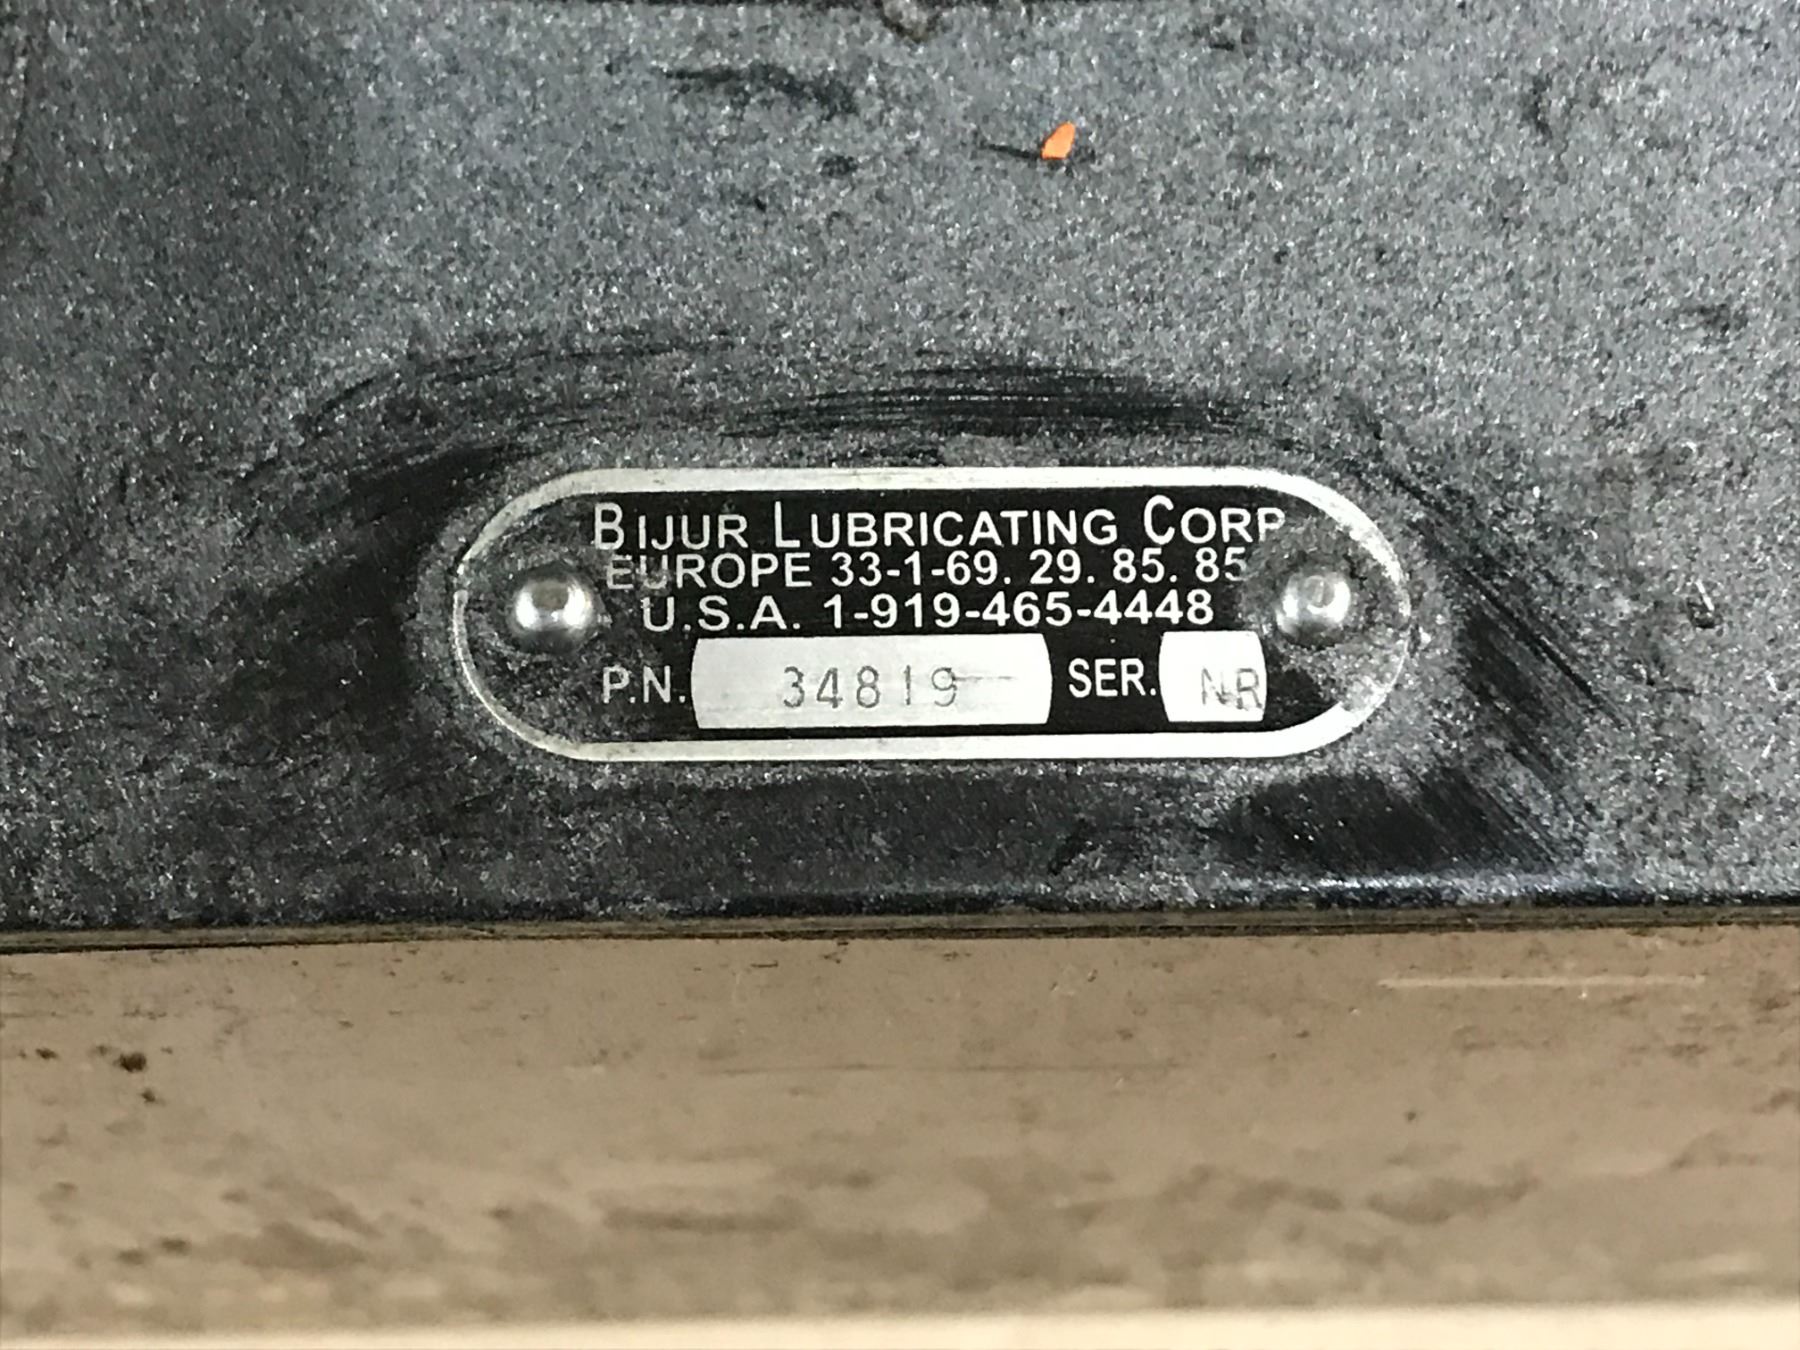 BIJUR LUBRICATING CORP
EUROPE 33-1-69. 29. 85. 85
U.S.A. 1-919-465-4448
P.N. 34819 SER. NR